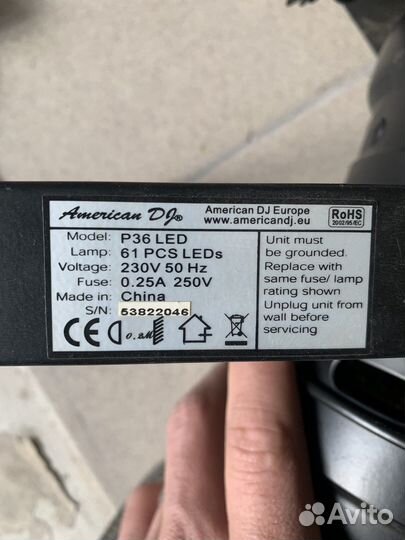 American DJ®
American DJ Europe
www.americandj.eu
RoHS
2002/95/EC
Model: P36 LED
Lamp: 61 PCS LEDs
Voltage: 230V 50 Hz
Fuse: 0.25A 250V
Made in: China
S/N: 53822046
Unit must
be grounded.
Replace with
same fuse/ lamp
rating shown
Unplug unit from
wall before
servicing
CE 0.2M
Avito